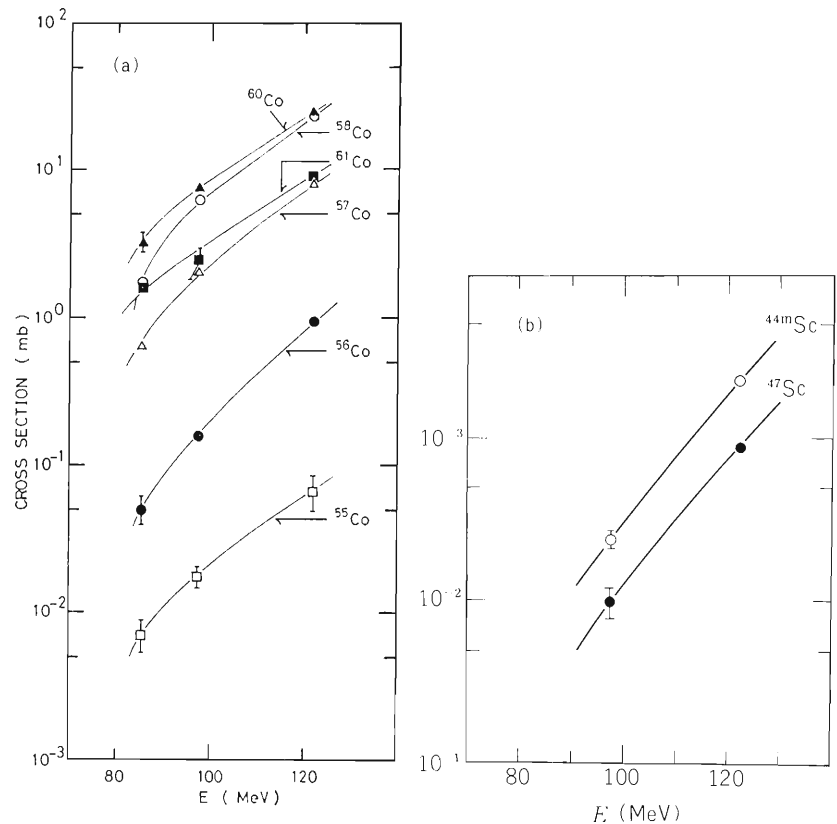 (a)
10²
10¹
10⁰
10⁻¹
10⁻²
10⁻³
CROSS SECTION ( mb )
⁶⁰Co
⁵⁸Co
⁶¹Co
⁵⁷Co
⁵⁶Co
⁵⁵Co
80 100 120
E ( MeV )
(b)
⁴⁴ᵐSc
⁴⁷Sc
10⁻³
10⁻²
10⁻¹
80 100 120
E (MeV)